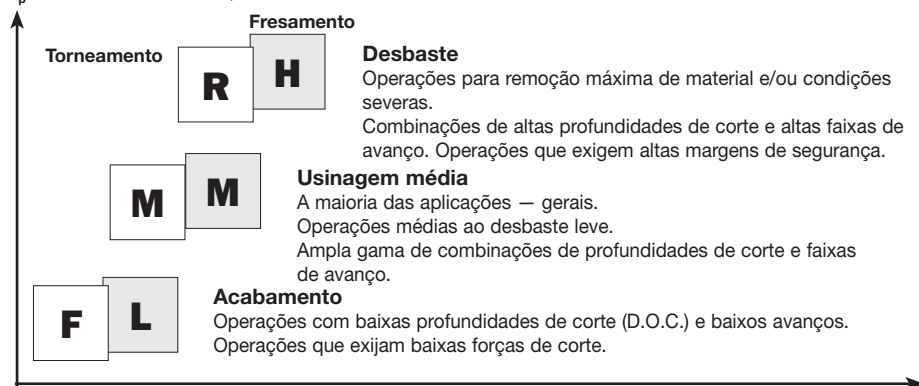 p
Fresamento
Torneamento
R
H
Desbaste
Operações para remoção máxima de material e/ou condições
severas.
Combinações de altas profundidades de corte e altas faixas de
avanço. Operações que exigem altas margens de segurança.
M
M
Usinagem média
A maioria das aplicações — gerais.
Operações médias ao desbaste leve.
Ampla gama de combinações de profundidades de corte e faixas
de avanço.
F
L
Acabamento
Operações com baixas profundidades de corte (D.O.C.) e baixos avanços.
Operações que exijam baixas forças de corte.